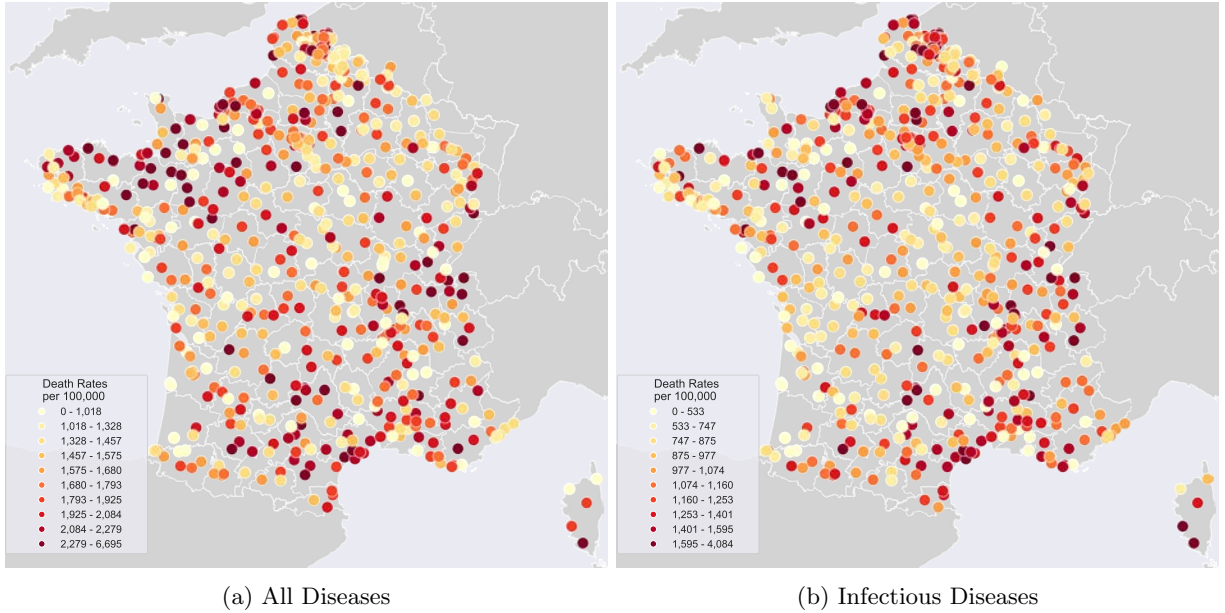 Death Rates
per 100,000
0 - 1,018
1,018 - 1,328
1,328 - 1,457
1,457 - 1,575
1,575 - 1,680
1,680 - 1,793
1,793 - 1,925
1,925 - 2,084
2,084 - 2,279
2,279 - 6,695
(a) All Diseases
Death Rates
per 100,000
0 - 533
533 - 747
747 - 875
875 - 977
977 - 1,074
1,074 - 1,160
1,160 - 1,253
1,253 - 1,401
1,401 - 1,595
1,595 - 4,084
(b) Infectious Diseases